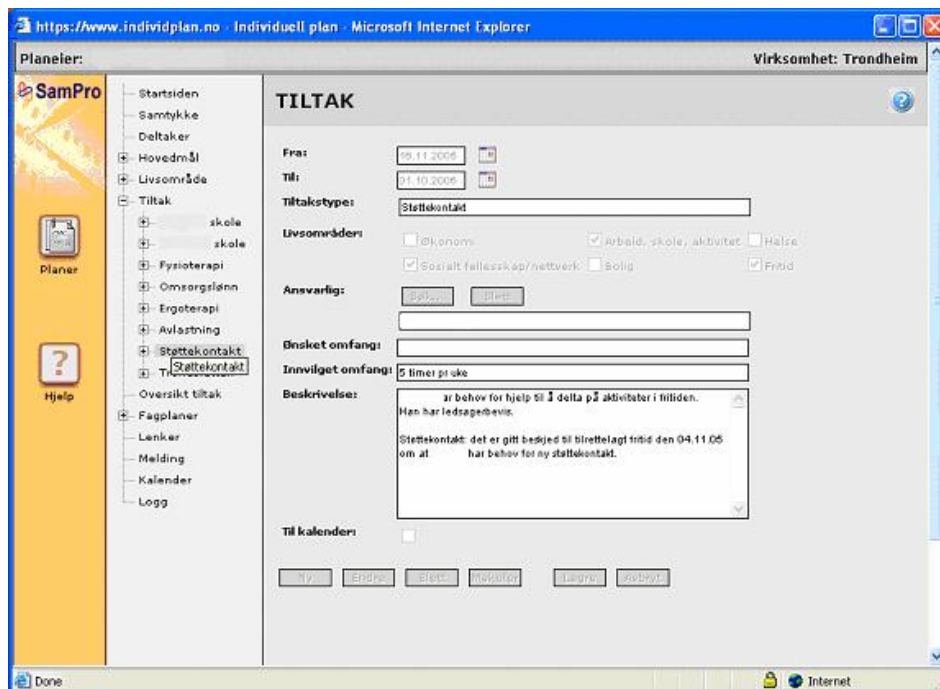 https://www.individplan.no - Individuell plan - Microsoft Internet Explorer
Planeier:
Virksomhet: Trondheim
SamPro
Planer
Hjelp
Startsiden
Samtykke
Deltaker
Hovedmål
Livsområde
Tiltak
skole
skole
Fysioterapi
Omsorgslønn
Ergoterapi
Avlastning
Støttekontakt
Støttekontakt
Oversikt tiltak
Fagplaner
Lenker
Melding
Kalender
Logg
TILTAK
Fra:
.11.2005
Til:
01.10.2006
Tiltakstype:
Støttekontakt
Livsområder:
Økonomi
Arbeid, skole, aktivitet
Helse
Sosialt fellesskap/nettverk
Bolig
Fritid
Ansvarlig:
Søk...
Slett
Ønsket omfang:
Innvilget omfang:
5 timer pr uke
Beskrivelse:
ar behov for hjelp til å delta på aktiviteter i fritiden.
Han har ledsagerbevis.
Støttekontakt: det er gitt beskjed til tilrettelagt fritid den 04.11.05
om at har behov for ny støttekontakt.
Til kalender:
Ny
Endre
Slett
Makuler
Lagre
Avbryt
Done
Internet